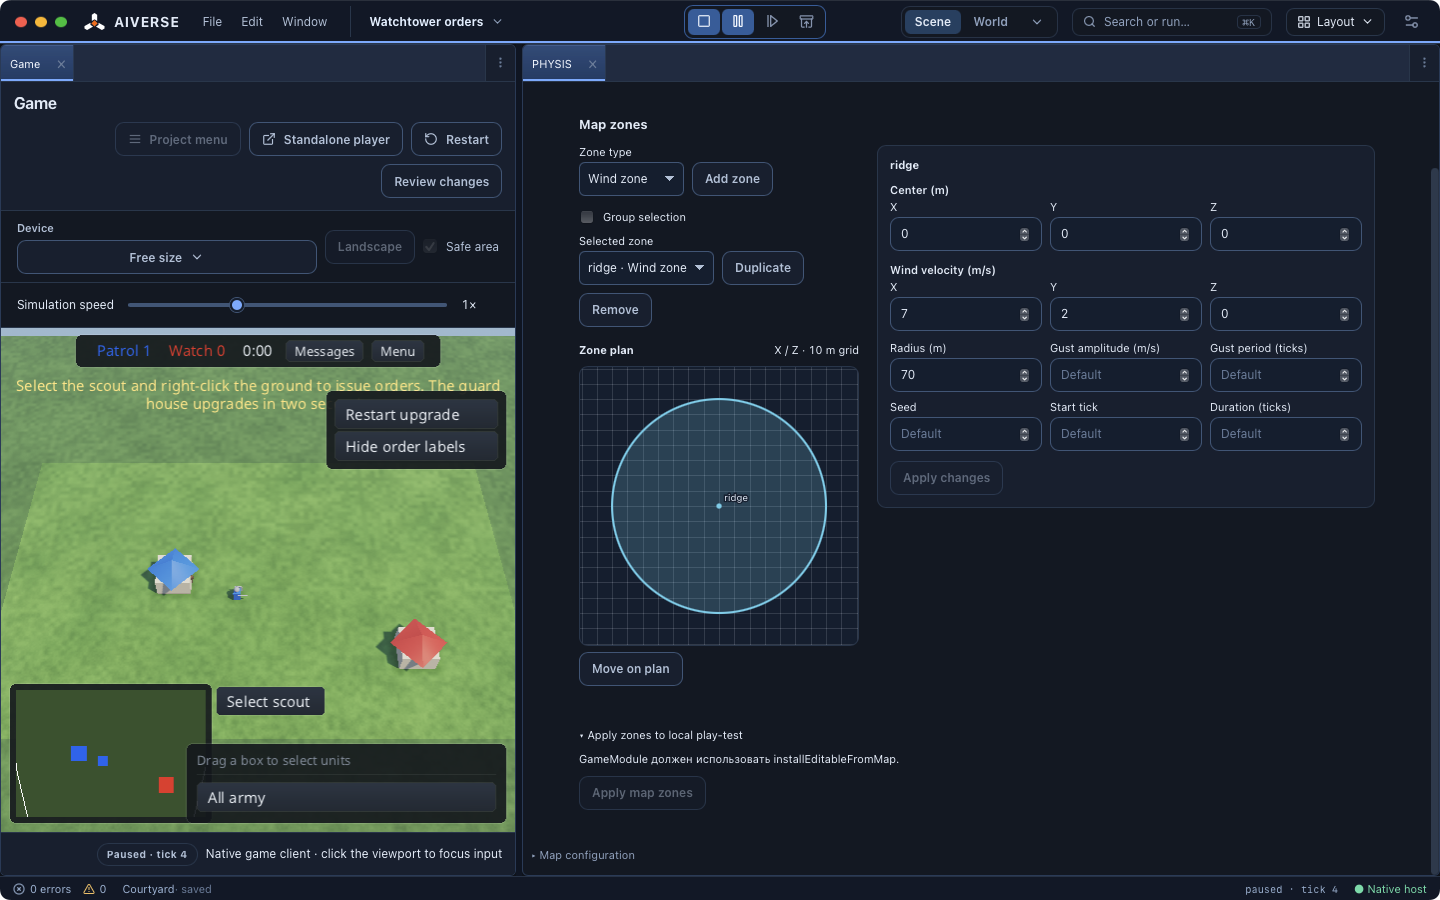 AIVERSE File Edit Window Watchtower orders Scene World Search or run... ⌘K Layout
Game
PHYSIS
Game
Project menu Standalone player Restart
Review changes
Device
Free size Landscape Safe area
Simulation speed 1×
Patrol 1 Watch 0 0:00 Messages Menu
Select the scout and right-click the ground to issue orders. The guard
house upgrades in two se
Restart upgrade
Hide order labels
Select scout
Drag a box to select units
All army
Paused · tick 4 Native game client · click the viewport to focus input
Map zones
Zone type
Wind zone Add zone
Group selection
Selected zone
ridge · Wind zone Duplicate
Remove
Zone plan X / Z · 10 m grid
ridge
Move on plan
Apply zones to local play-test
GameModule должен использовать installEditableFromMap.
Apply map zones
Map configuration
ridge
Center (m)
X Y Z
0 0 0
Wind velocity (m/s)
X Y Z
7 2 0
Radius (m) Gust amplitude (m/s) Gust period (ticks)
70 Default Default
Seed Start tick Duration (ticks)
Default Default Default
Apply changes
0 errors 0 Courtyard · saved paused · tick 4 Native host